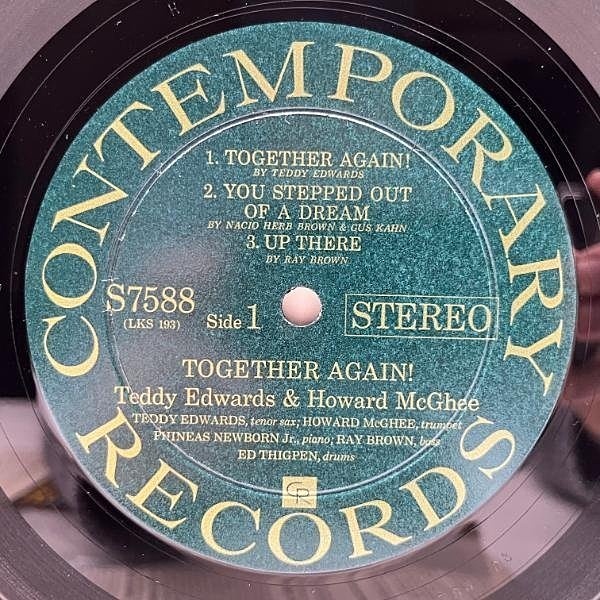 CONTEMPORARY
1. TOGETHER AGAIN!
BY TEDDY EDWARDS
2. YOU STEPPED OUT
OF A DREAM
BY NACIO HERB BROWN & GUS KAHN
3. UP THERE
BY RAY BROWN
S7588
(LKS 193)
Side 1
STEREO
TOGETHER AGAIN!
Teddy Edwards & Howard McGhee
TEDDY EDWARDS, tenor sax; HOWARD McGHEE, trumpet
PHINEAS NEWBORN Jr., piano; RAY BROWN, bass
ED THIGPEN, drums
CR
RECORDS